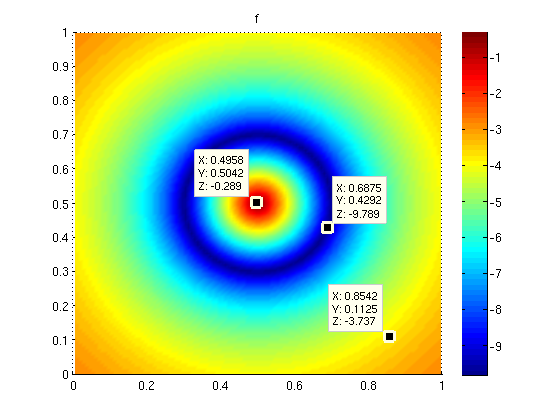 f
1
0.9
0.8
0.7
0.6
0.5
0.4
0.3
0.2
0.1
0
0 0.2 0.4 0.6 0.8 1
X: 0.4958
Y: 0.5042
Z: -0.289
X: 0.6875
Y: 0.4292
Z: -9.789
X: 0.8542
Y: 0.1125
Z: -3.737
-1
-2
-3
-4
-5
-6
-7
-8
-9